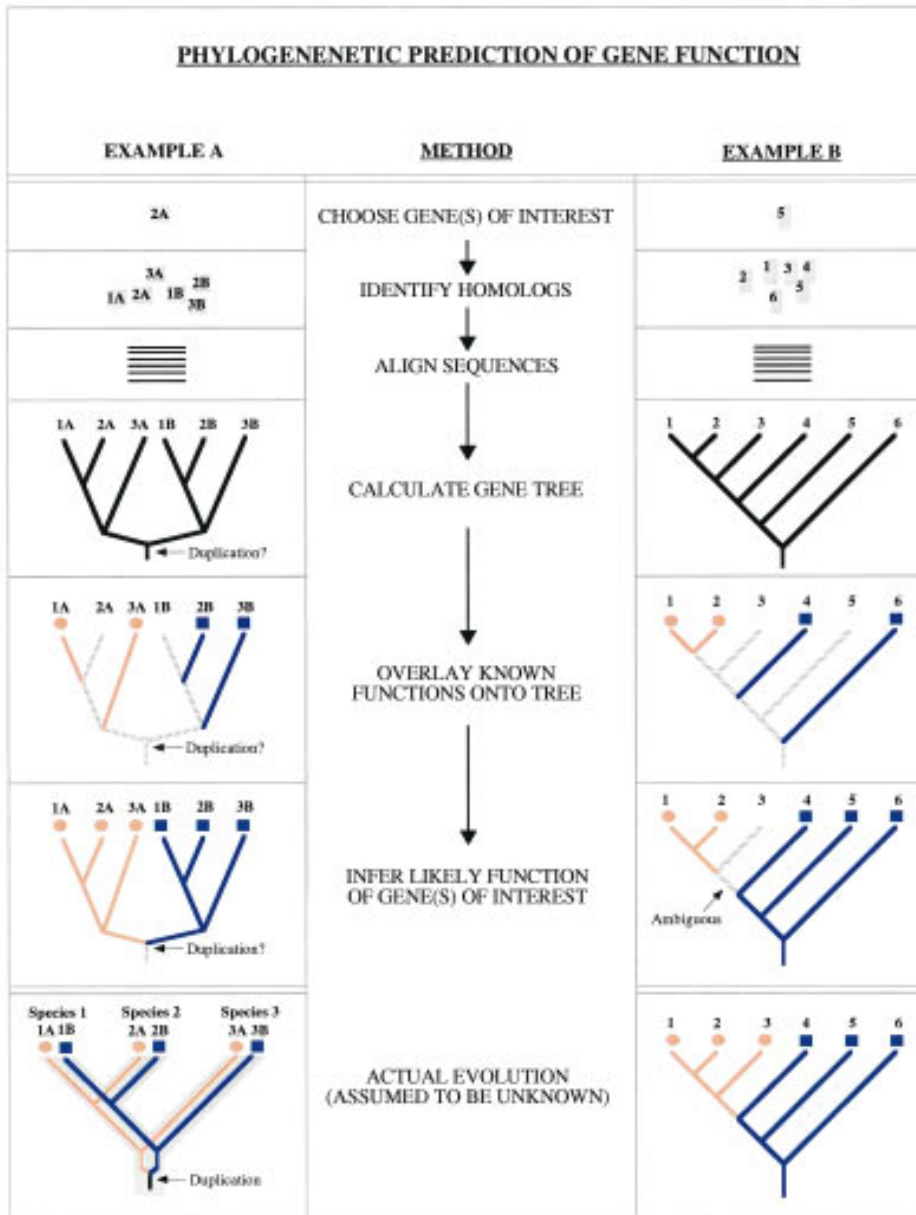 PHYLOGENENETIC PREDICTION OF GENE FUNCTION
EXAMPLE A METHOD EXAMPLE B
2A CHOOSE GENE(S) OF INTEREST 5
3A 2B
1A 2A 1B 3B
IDENTIFY HOMOLOGS
1 3 4
2 5
6
ALIGN SEQUENCES
1A 2A 3A 1B 2B 3B
CALCULATE GENE TREE
Duplication?
1 2 3 4 5 6
1A 2A 3A 1B 2B 3B
OVERLAY KNOWN
FUNCTIONS ONTO TREE
Duplication?
1 2 3 4 5 6
1A 2A 3A 1B 2B 3B
INFER LIKELY FUNCTION
OF GENE(S) OF INTEREST
Duplication?
1 2 3 4 5 6
Ambiguous
Species 1 Species 2 Species 3
1A 1B 2A 2B 3A 3B
ACTUAL EVOLUTION
(ASSUMED TO BE UNKNOWN)
Duplication
1 2 3 4 5 6